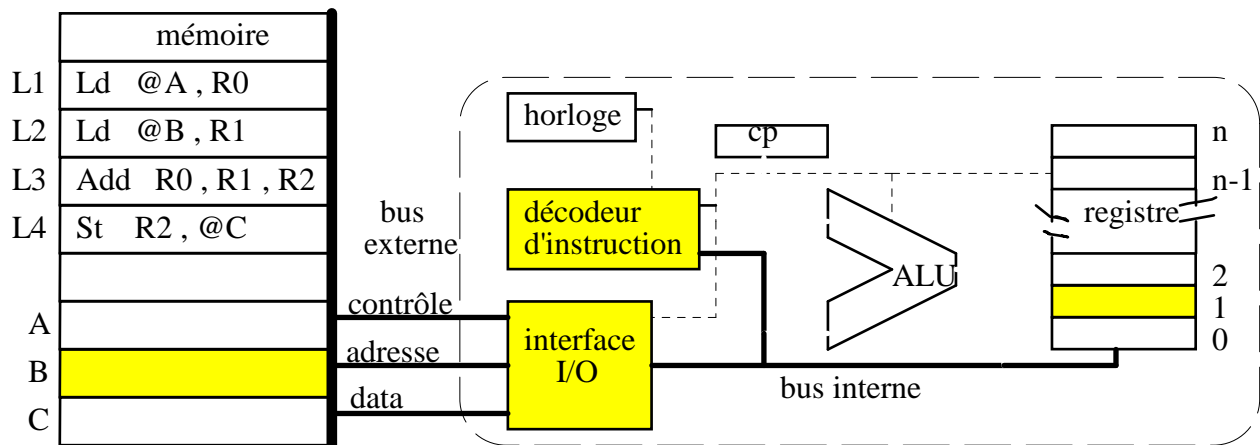 mémoire
L1 Ld @A , R0
L2 Ld @B , R1
L3 Add R0 , R1 , R2
L4 St R2 , @C
A
B
C
bus
externe
contrôle
adresse
data
horloge
décodeur
d'instruction
interface
I/O
cp
ALU
bus interne
n
n-1
registre
2
1
0